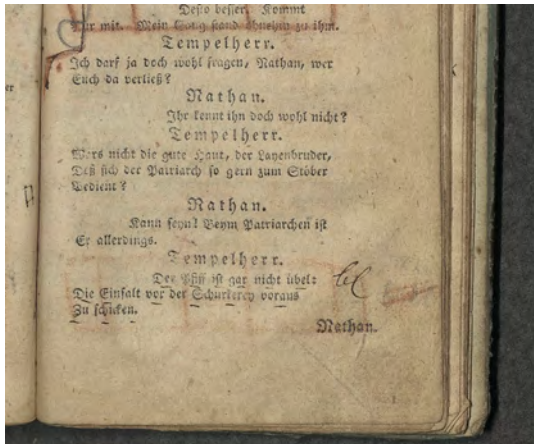 Desto besser. Kommt
Nur mit. Mein Weg stand ohnehm zu ihm.
Tempelherr.
Ich darf ja doch wohl fragen, Nathan, wer
Euch da verließ?
Nathan.
Ihr kennt ihn doch wohl nicht?
Tempelherr.
Wars nicht die gute Haut, der Layenbruder,
Deß sich der Patriarch so gern zum Stöber
Bedient?
Nathan.
Kann seyn! Beym Patriarchen ist
Er allerdings.
Tempelherr.
Der Pfiff ist gar nicht übel:
Die Einfalt vor der Schurkerey voraus
Zu schicken.
Nathan.